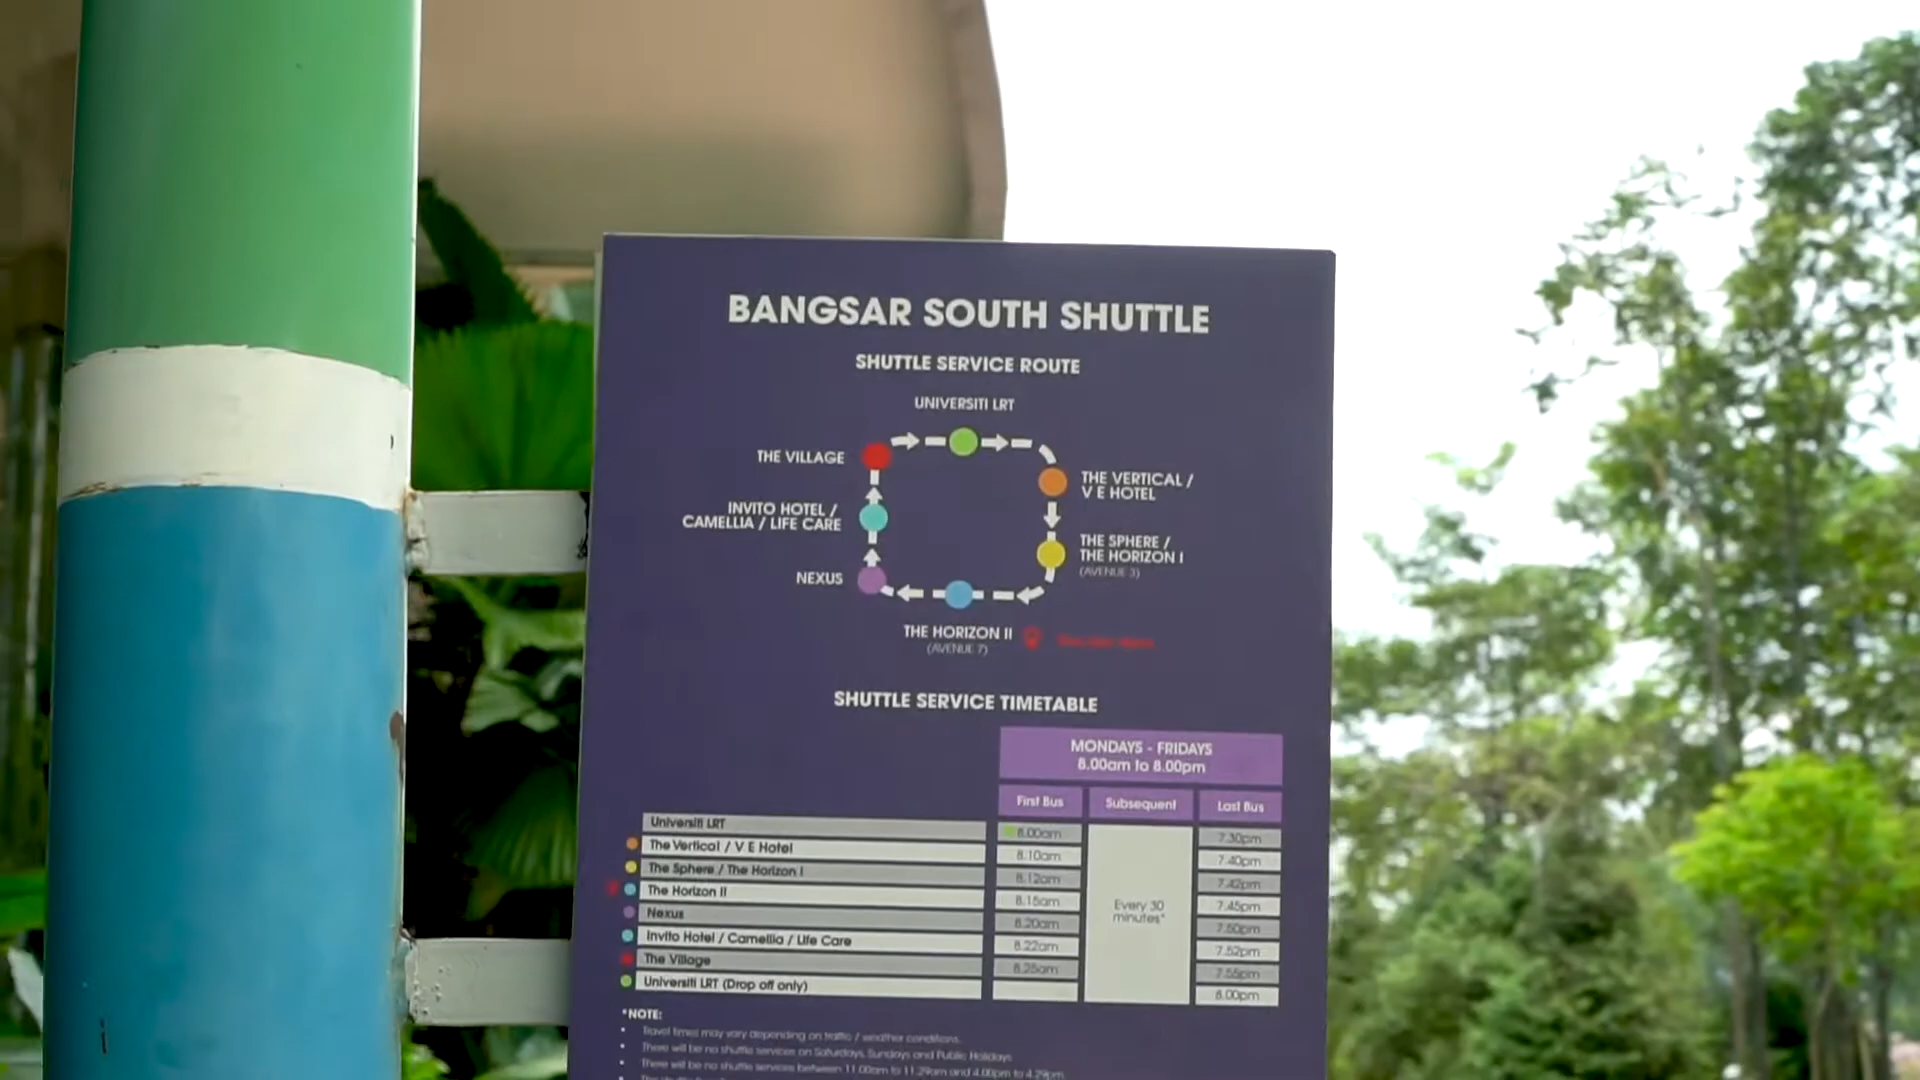 BANGSAR SOUTH SHUTTLE
SHUTTLE SERVICE ROUTE
UNIVERSITI LRT
THE VILLAGE
THE VERTICAL /
V E HOTEL
INVITO HOTEL /
CAMELLIA / LIFE CARE
THE SPHERE /
THE HORIZON I
(AVENUE 3)
NEXUS
THE HORIZON II
(AVENUE 7)
SHUTTLE SERVICE TIMETABLE
MONDAYS - FRIDAYS
8.00am to 8.00pm
First Bus Subsequent Last Bus
Universiti LRT 8.00am 7.30pm
The Vertical / V E Hotel 8.10am 7.40pm
The Sphere / The Horizon I 8.12am 7.42pm
The Horizon II 8.15am 7.45pm
Every 30
minutes*
Nexus 8.20am 7.50pm
Invito Hotel / Camellia / Life Care 8.22am 7.52pm
The Village 8.25am 7.55pm
Universiti LRT (Drop off only) 8.00pm
*NOTE:
• Travel times may vary depending on traffic / weather conditions.
• There will be no shuttle services on Saturdays, Sundays and Public Holidays
• There will be no shuttle services between 11.00am to 11.29am and 4.00pm to 4.29pm